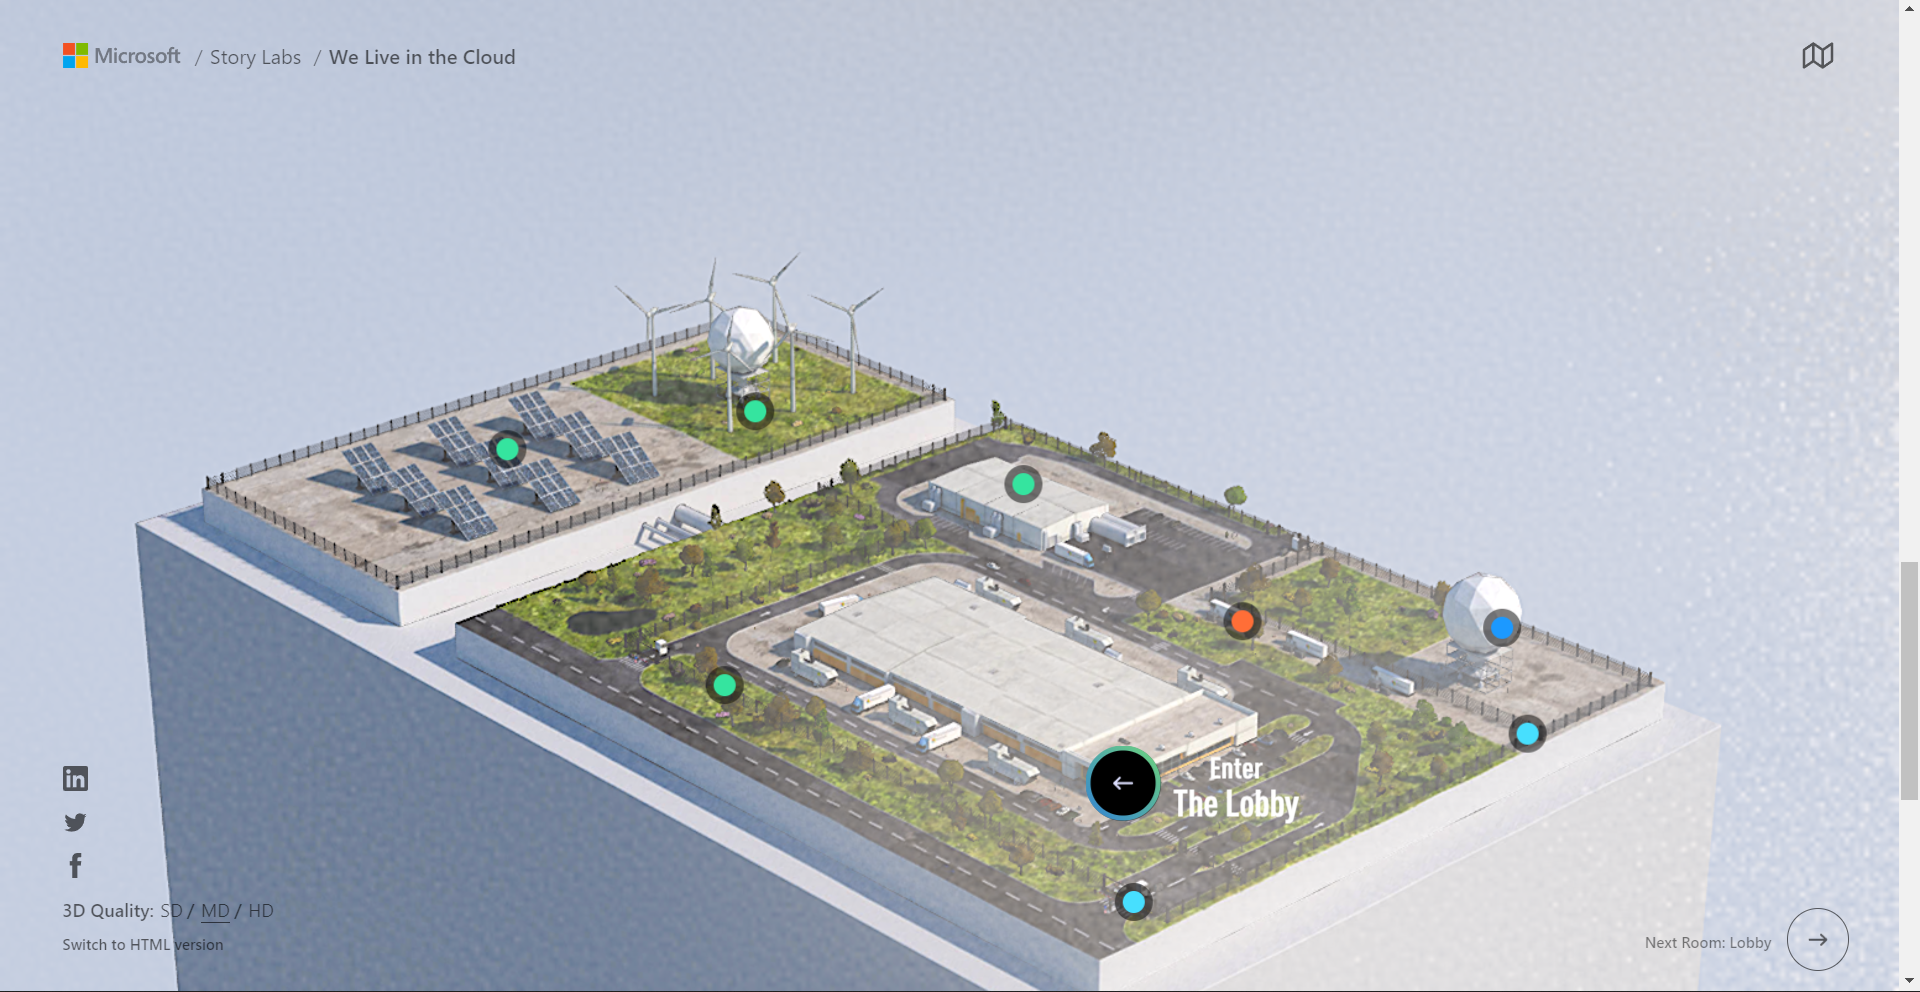 Microsoft / Story Labs / We Live in the Cloud
Enter
The Lobby
3D Quality: SD / MD / HD
Switch to HTML version
Next Room: Lobby